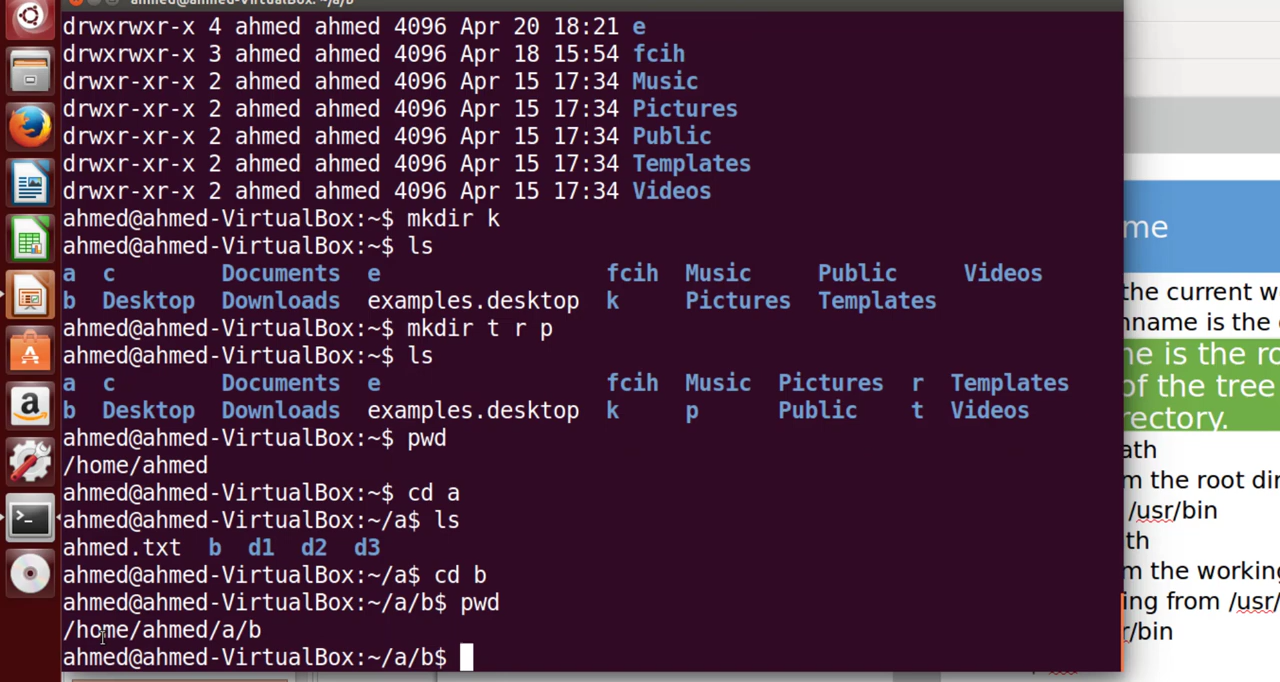 ahmed@ahmed-VirtualBox: ~/a/b
drwxrwxr-x 4 ahmed ahmed 4096 Apr 20 18:21 e
drwxrwxr-x 3 ahmed ahmed 4096 Apr 18 15:54 fcih
drwxr-xr-x 2 ahmed ahmed 4096 Apr 15 17:34 Music
drwxr-xr-x 2 ahmed ahmed 4096 Apr 15 17:34 Pictures
drwxr-xr-x 2 ahmed ahmed 4096 Apr 15 17:34 Public
drwxr-xr-x 2 ahmed ahmed 4096 Apr 15 17:34 Templates
drwxr-xr-x 2 ahmed ahmed 4096 Apr 15 17:34 Videos
ahmed@ahmed-VirtualBox:~$ mkdir k
ahmed@ahmed-VirtualBox:~$ ls
a c Documents e fcih Music Public Videos
b Desktop Downloads examples.desktop k Pictures Templates
ahmed@ahmed-VirtualBox:~$ mkdir t r p
ahmed@ahmed-VirtualBox:~$ ls
a c Documents e fcih Music Pictures r Templates
b Desktop Downloads examples.desktop k p Public t Videos
ahmed@ahmed-VirtualBox:~$ pwd
/home/ahmed
ahmed@ahmed-VirtualBox:~$ cd a
ahmed@ahmed-VirtualBox:~/a$ ls
ahmed.txt b d1 d2 d3
ahmed@ahmed-VirtualBox:~/a$ cd b
ahmed@ahmed-VirtualBox:~/a/b$ pwd
/home/ahmed/a/b
ahmed@ahmed-VirtualBox:~/a/b$
me
the current w
nname is the
ne is the ro
of the tree
rectory.
ath
m the root dir
/usr/bin
th
m the working
ing from /usr/
r/bin